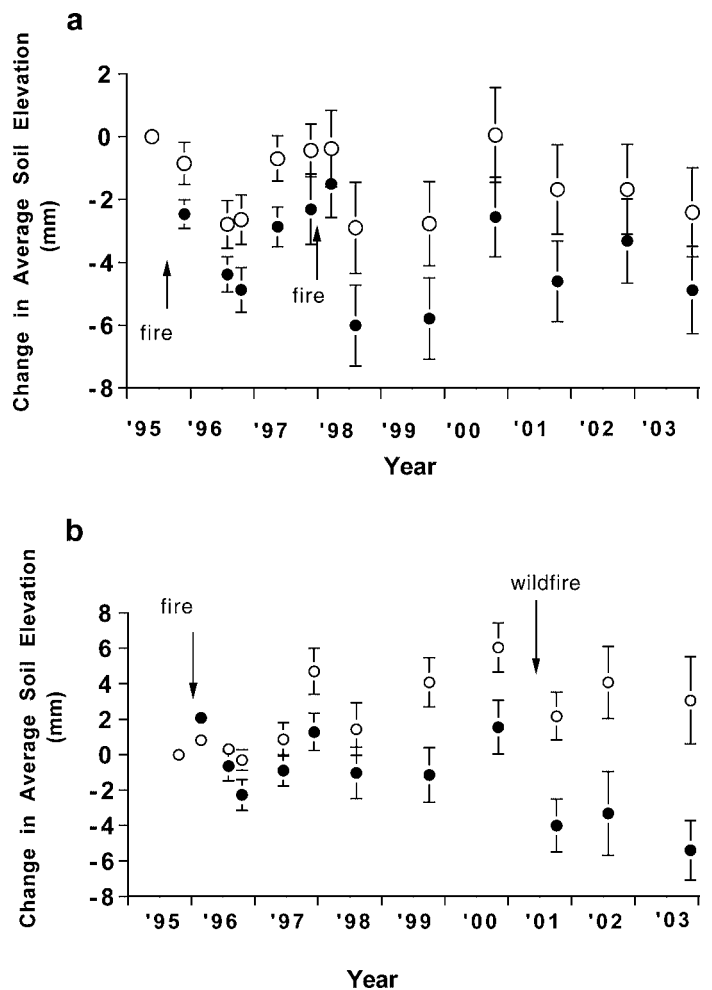 a
Change in Average Soil Elevation
(mm)
2
0
-2
-4
-6
-8
fire
fire
'95 '96 '97 '98 '99 '00 '01 '02 '03
Year
b
Change in Average Soil Elevation
(mm)
8
6
4
2
0
-2
-4
-6
-8
fire
wildfire
'95 '96 '97 '98 '99 '00 '01 '02 '03
Year